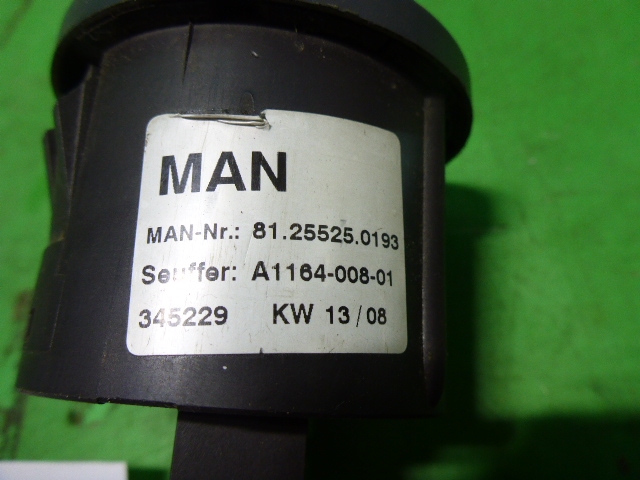 MAN
MAN-Nr.: 81.25525.0193
Seuffer: A1164-008-01
345229 KW 13/08